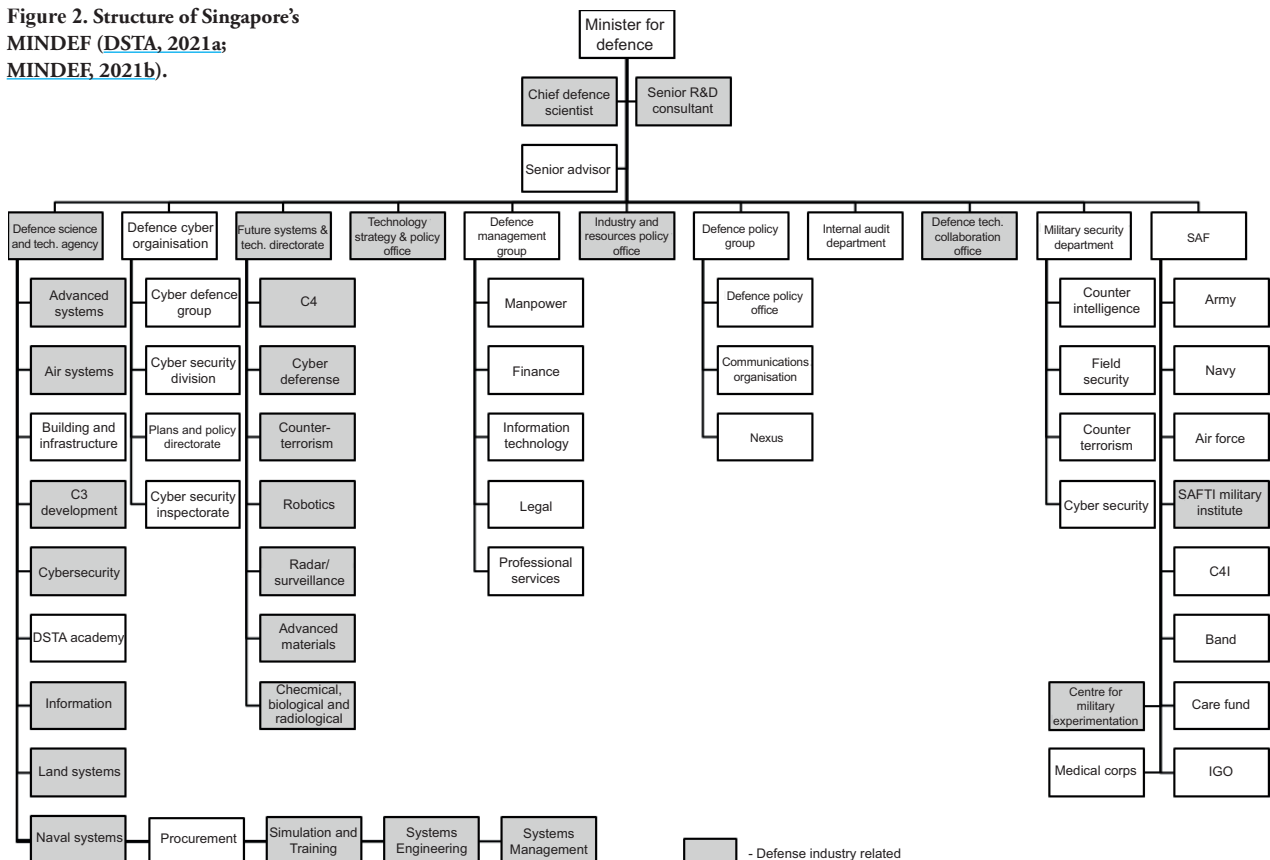 Figure 2. Structure of Singapore's
MINDEF (DSTA, 2021a;
MINDEF, 2021b).
Minister for
defence
Chief defence
scientist
Senior R&D
consultant
Senior advisor
Defence science
and tech. agency
Defence cyber
orgainisation
Future systems &
tech. directorate
Technology
strategy & policy
office
Defence
management
group
Industry and
resources policy
office
Defence policy
group
Internal audit
department
Defence tech.
collaboration
office
Military security
department
SAF
Advanced
systems
Air systems
Building and
infrastructure
C3
development
Cybersecurity
DSTA academy
Information
Land systems
Naval systems
Procurement
Simulation and
Training
Systems
Engineering
Systems
Management
Cyber defence
group
Cyber security
division
Plans and policy
directorate
Cyber security
inspectorate
C4
Cyber
deferense
Counter-
terrorism
Robotics
Radar/
surveillance
Advanced
materials
Checmical,
biological and
radiological
Manpower
Finance
Information
technology
Legal
Professional
services
Defence policy
office
Communications
organisation
Nexus
Counter
intelligence
Field
security
Counter
terrorism
Cyber security
Army
Navy
Air force
SAFTI military
institute
C4I
Band
Centre for
military
experimentation
Care fund
Medical corps
IGO
- Defense industry related